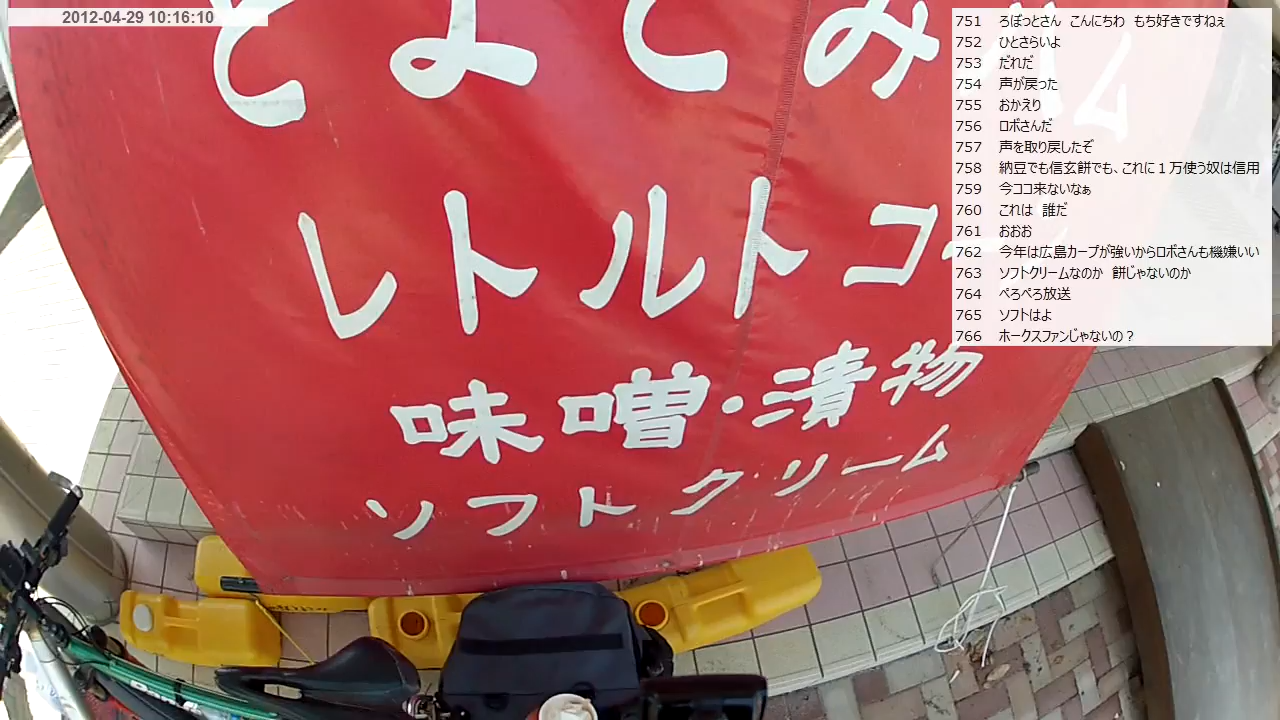 2012-04-29 10:16:10
とよとみ
レトルトコー
味噌・漬物
ソフトクリーム
751 ろぼっとさん こんにちわ もち好きですねぇ
752 ひとさらいよ
753 だれだ
754 声が戻った
755 おかえり
756 ロボさんだ
757 声を取り戻したぞ
758 納豆でも信玄餅でも、これに１万使う奴は信用
759 今ココ来ないなぁ
760 これは 誰だ
761 おおお
762 今年は広島カープが強いからロボさんも機嫌いい
763 ソフトクリームなのか 餅じゃないのか
764 ぺろぺろ放送
765 ソフトはよ
766 ホークスファンじゃないの？